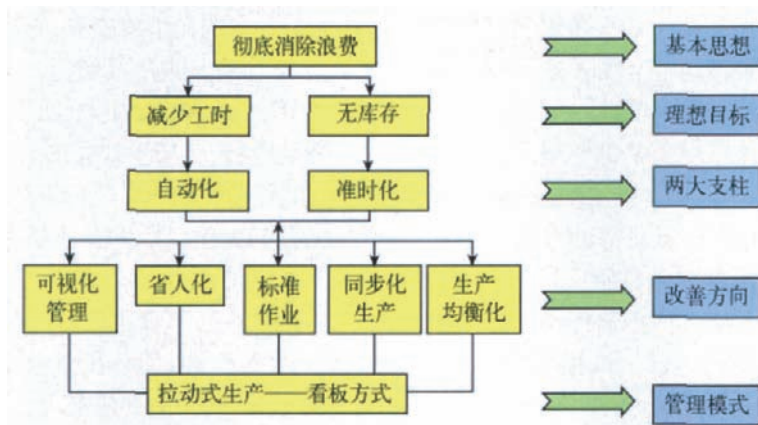 彻底消除浪费
基本思想
减少工时
无库存
理想目标
自动化
准时化
两大支柱
可视化
管理
省人化
标准
作业
同步化
生产
生产
均衡化
改善方向
拉动式生产——看板方式
管理模式